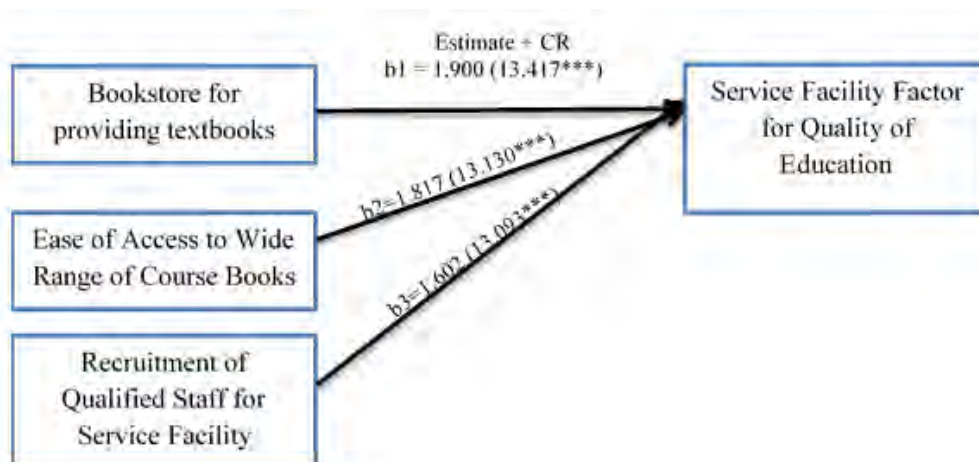 Estimate + CR
b1 = 1.900 (13.417***)
Bookstore for
providing textbooks
Service Facility Factor
for Quality of
Education
b2=1.817 (13.130***)
Ease of Access to Wide
Range of Course Books
b3=1.602 (13.093***)
Recruitment of
Qualified Staff for
Service Facility